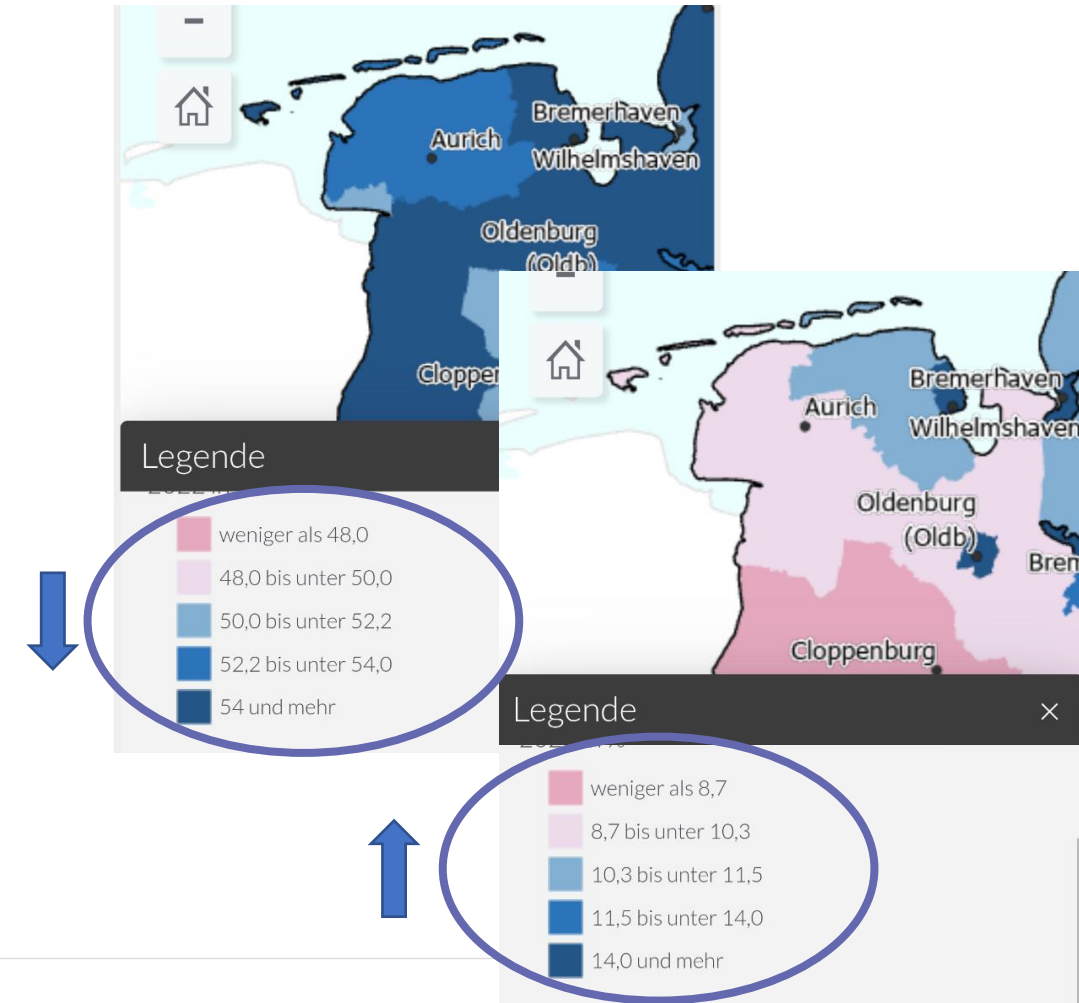 Bremerhaven
Aurich
Wilhelmshaven
Oldenburg
(Oldb)
Legende
weniger als 48,0
48,0 bis unter 50,0
50,0 bis unter 52,2
52,2 bis unter 54,0
54 und mehr
Bremerhaven
Aurich
Wilhelmshaven
Oldenburg
(Oldb)
Cloppenburg
Legende
weniger als 8,7
8,7 bis unter 10,3
10,3 bis unter 11,5
11,5 bis unter 14,0
14,0 und mehr